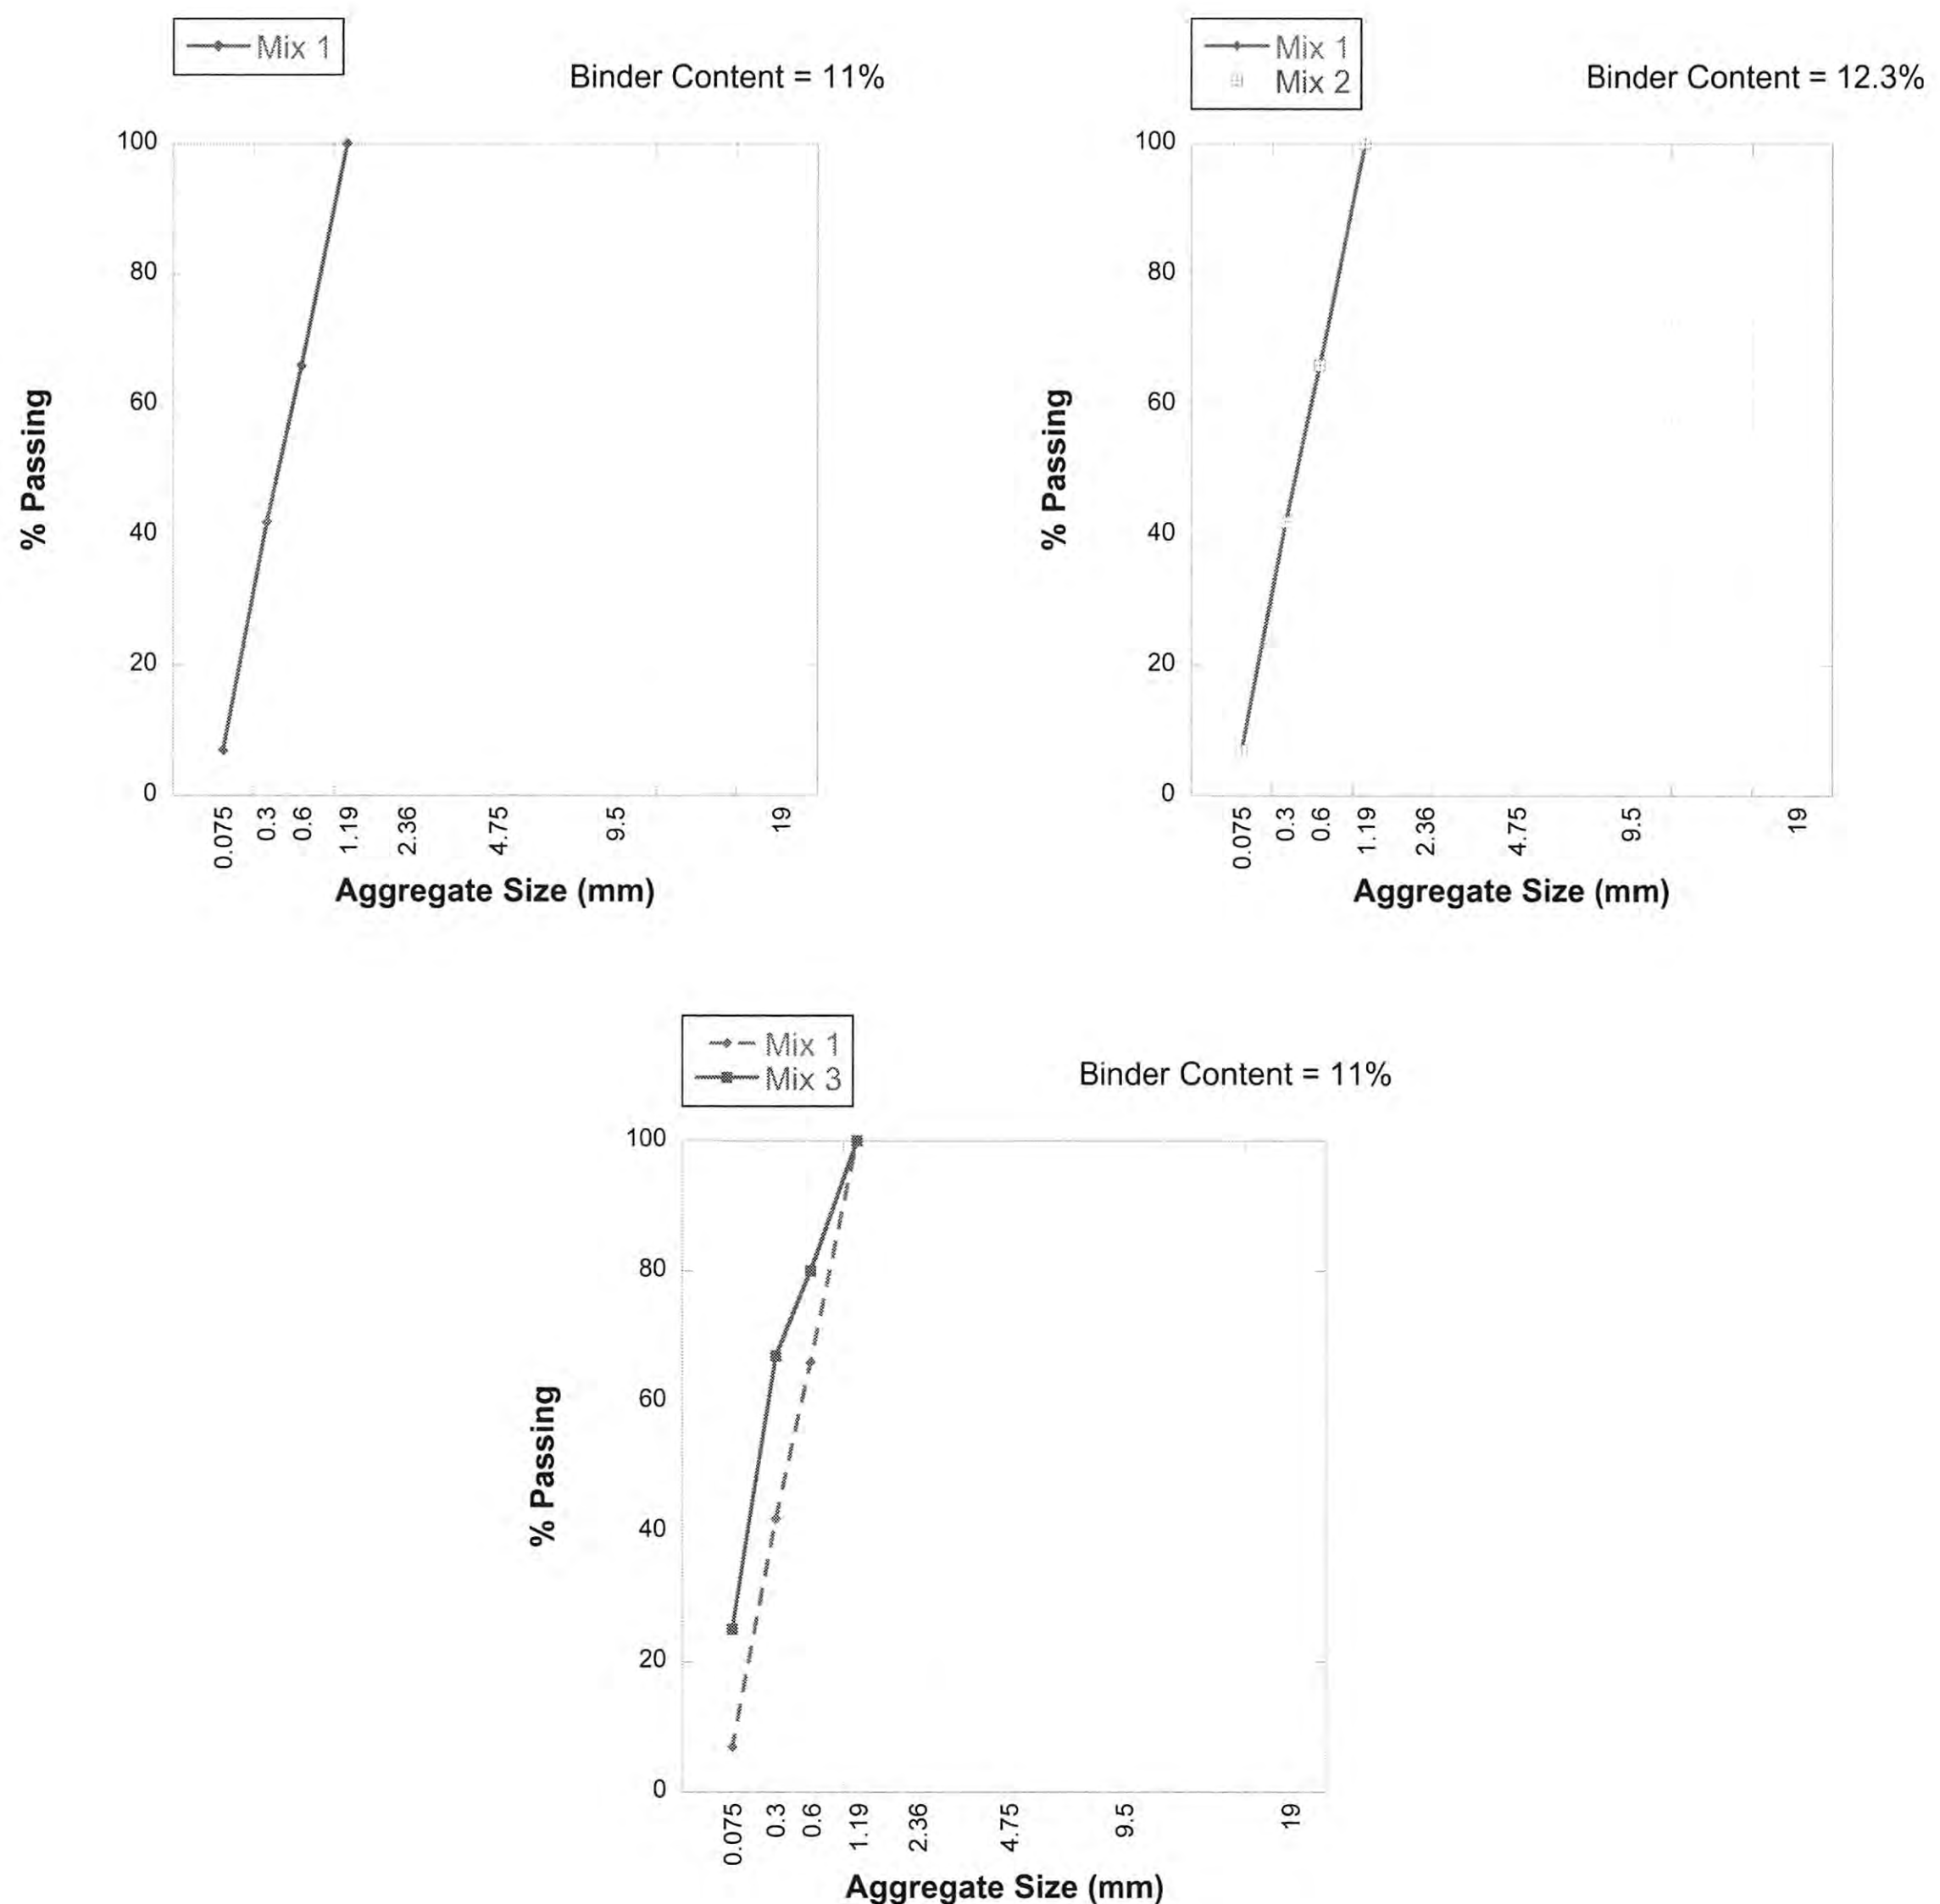 Mix 1
Binder Content = 11%
100
80
60
40
20
0
% Passing
0.075 0.3 0.6 1.19 2.36 4.75 9.5 19
Aggregate Size (mm)
Mix 1
Mix 2
Binder Content = 12.3%
100
80
60
40
20
0
% Passing
0.075 0.3 0.6 1.19 2.36 4.75 9.5 19
Aggregate Size (mm)
Mix 1
Mix 3
Binder Content = 11%
100
80
60
40
20
0
% Passing
0.075 0.3 0.6 1.19 2.36 4.75 9.5 19
Aggregate Size (mm)